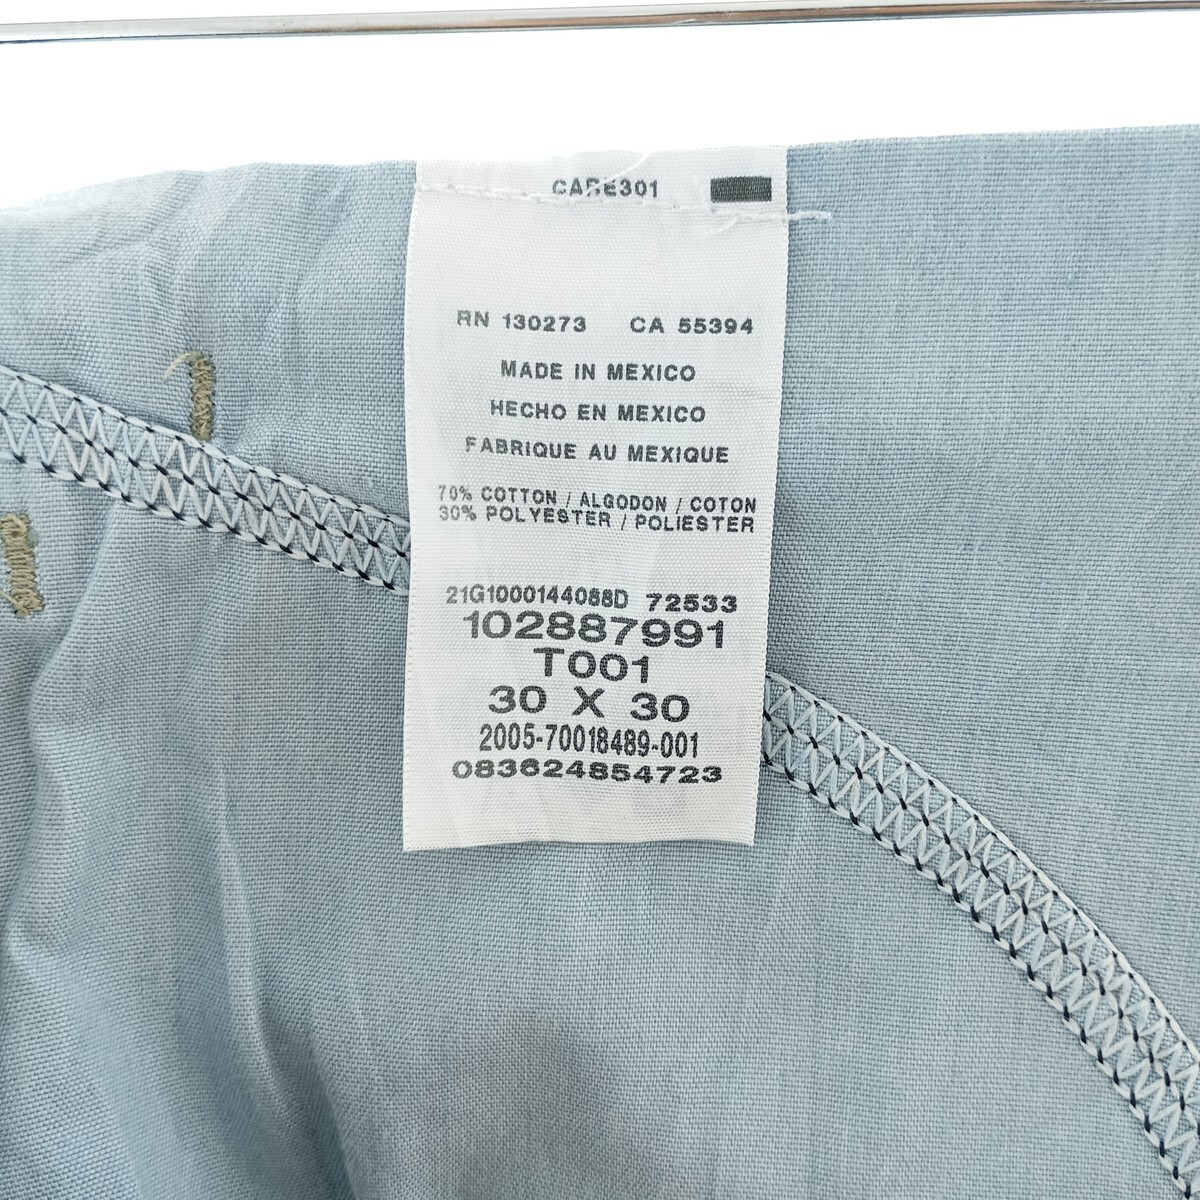 CARE301
RN 130273 CA 55394
MADE IN MEXICO
HECHO EN MEXICO
FABRIQUE AU MEXIQUE
70% COTTON / ALGODON / COTON
30% POLYESTER / POLIESTER
21G1000144088D 72533
102887991
T001
30 X 30
2005-70018489-001
083624854723